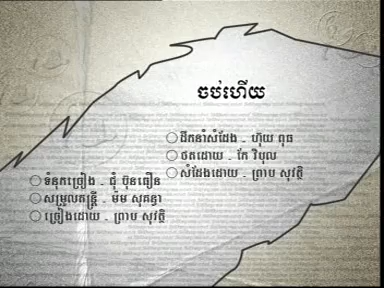 ចប់ហើយ
○ដឹកនាំសំដែង - ហ៊ុយ ពុធ
○ថតដោយ - កែ វិបុល
○សំដែងដោយ - ព្រាប សុវត្ថិ
○ទំនុកច្រៀង - ជុំ ប៊ុនធឿន
○សម្រួលតន្ត្រី - ម៉ម សុគន្ធា
○ច្រៀងដោយ - ព្រាប សុវត្ថិ